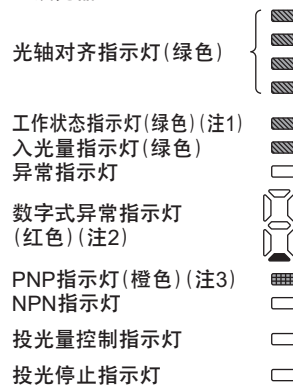 光轴对齐指示灯(绿色)
工作状态指示灯(绿色)(注1)
入光量指示灯(绿色)
异常指示灯
数字式异常指示灯
(红色)(注2)
PNP指示灯(橙色)(注3)
NPN指示灯
投光量控制指示灯
投光停止指示灯